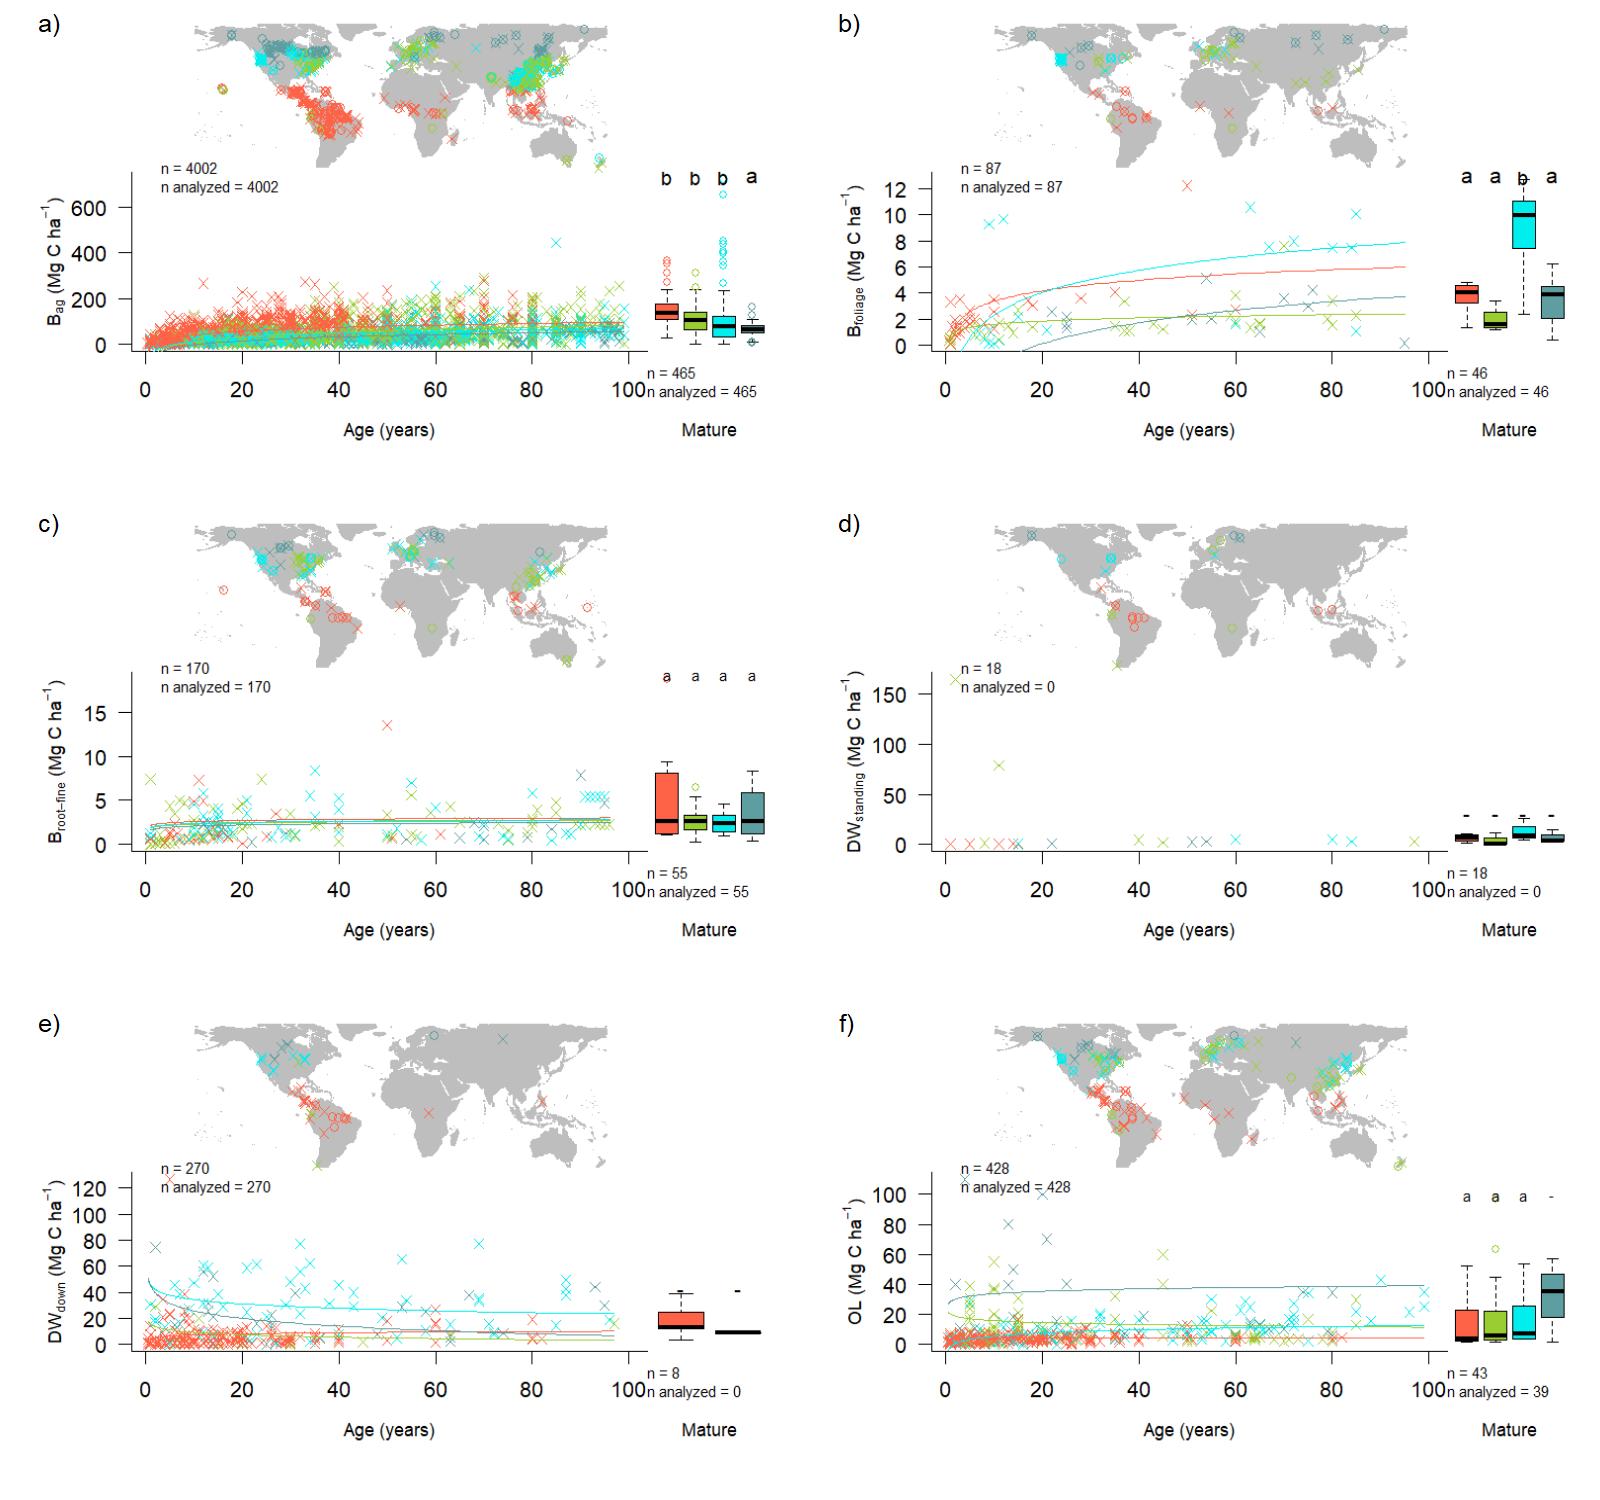 a)
n = 4002
n analyzed = 4002
b b b a
600
400
200
0
Bag (Mg C ha−1)
0 20 40 60 80 100
n = 465
n analyzed = 465
Age (years)
Mature
b)
n = 87
n analyzed = 87
a a b a
12
10
8
6
4
2
0
Bfoliage (Mg C ha−1)
0 20 40 60 80 100
n = 46
n analyzed = 46
Age (years)
Mature
c)
n = 170
n analyzed = 170
a a a a
15
10
5
0
Broot−fine (Mg C ha−1)
0 20 40 60 80 100
n = 55
n analyzed = 55
Age (years)
Mature
d)
n = 18
n analyzed = 0
150
100
50
0
DWstanding (Mg C ha−1)
- - - -
0 20 40 60 80 100
n = 18
n analyzed = 0
Age (years)
Mature
e)
n = 270
n analyzed = 270
120
100
80
60
40
20
0
DWdown (Mg C ha−1)
- -
0 20 40 60 80 100
n = 8
n analyzed = 0
Age (years)
Mature
f)
n = 428
n analyzed = 428
a a a -
100
80
60
40
20
0
OL (Mg C ha−1)
0 20 40 60 80 100
n = 43
n analyzed = 39
Age (years)
Mature